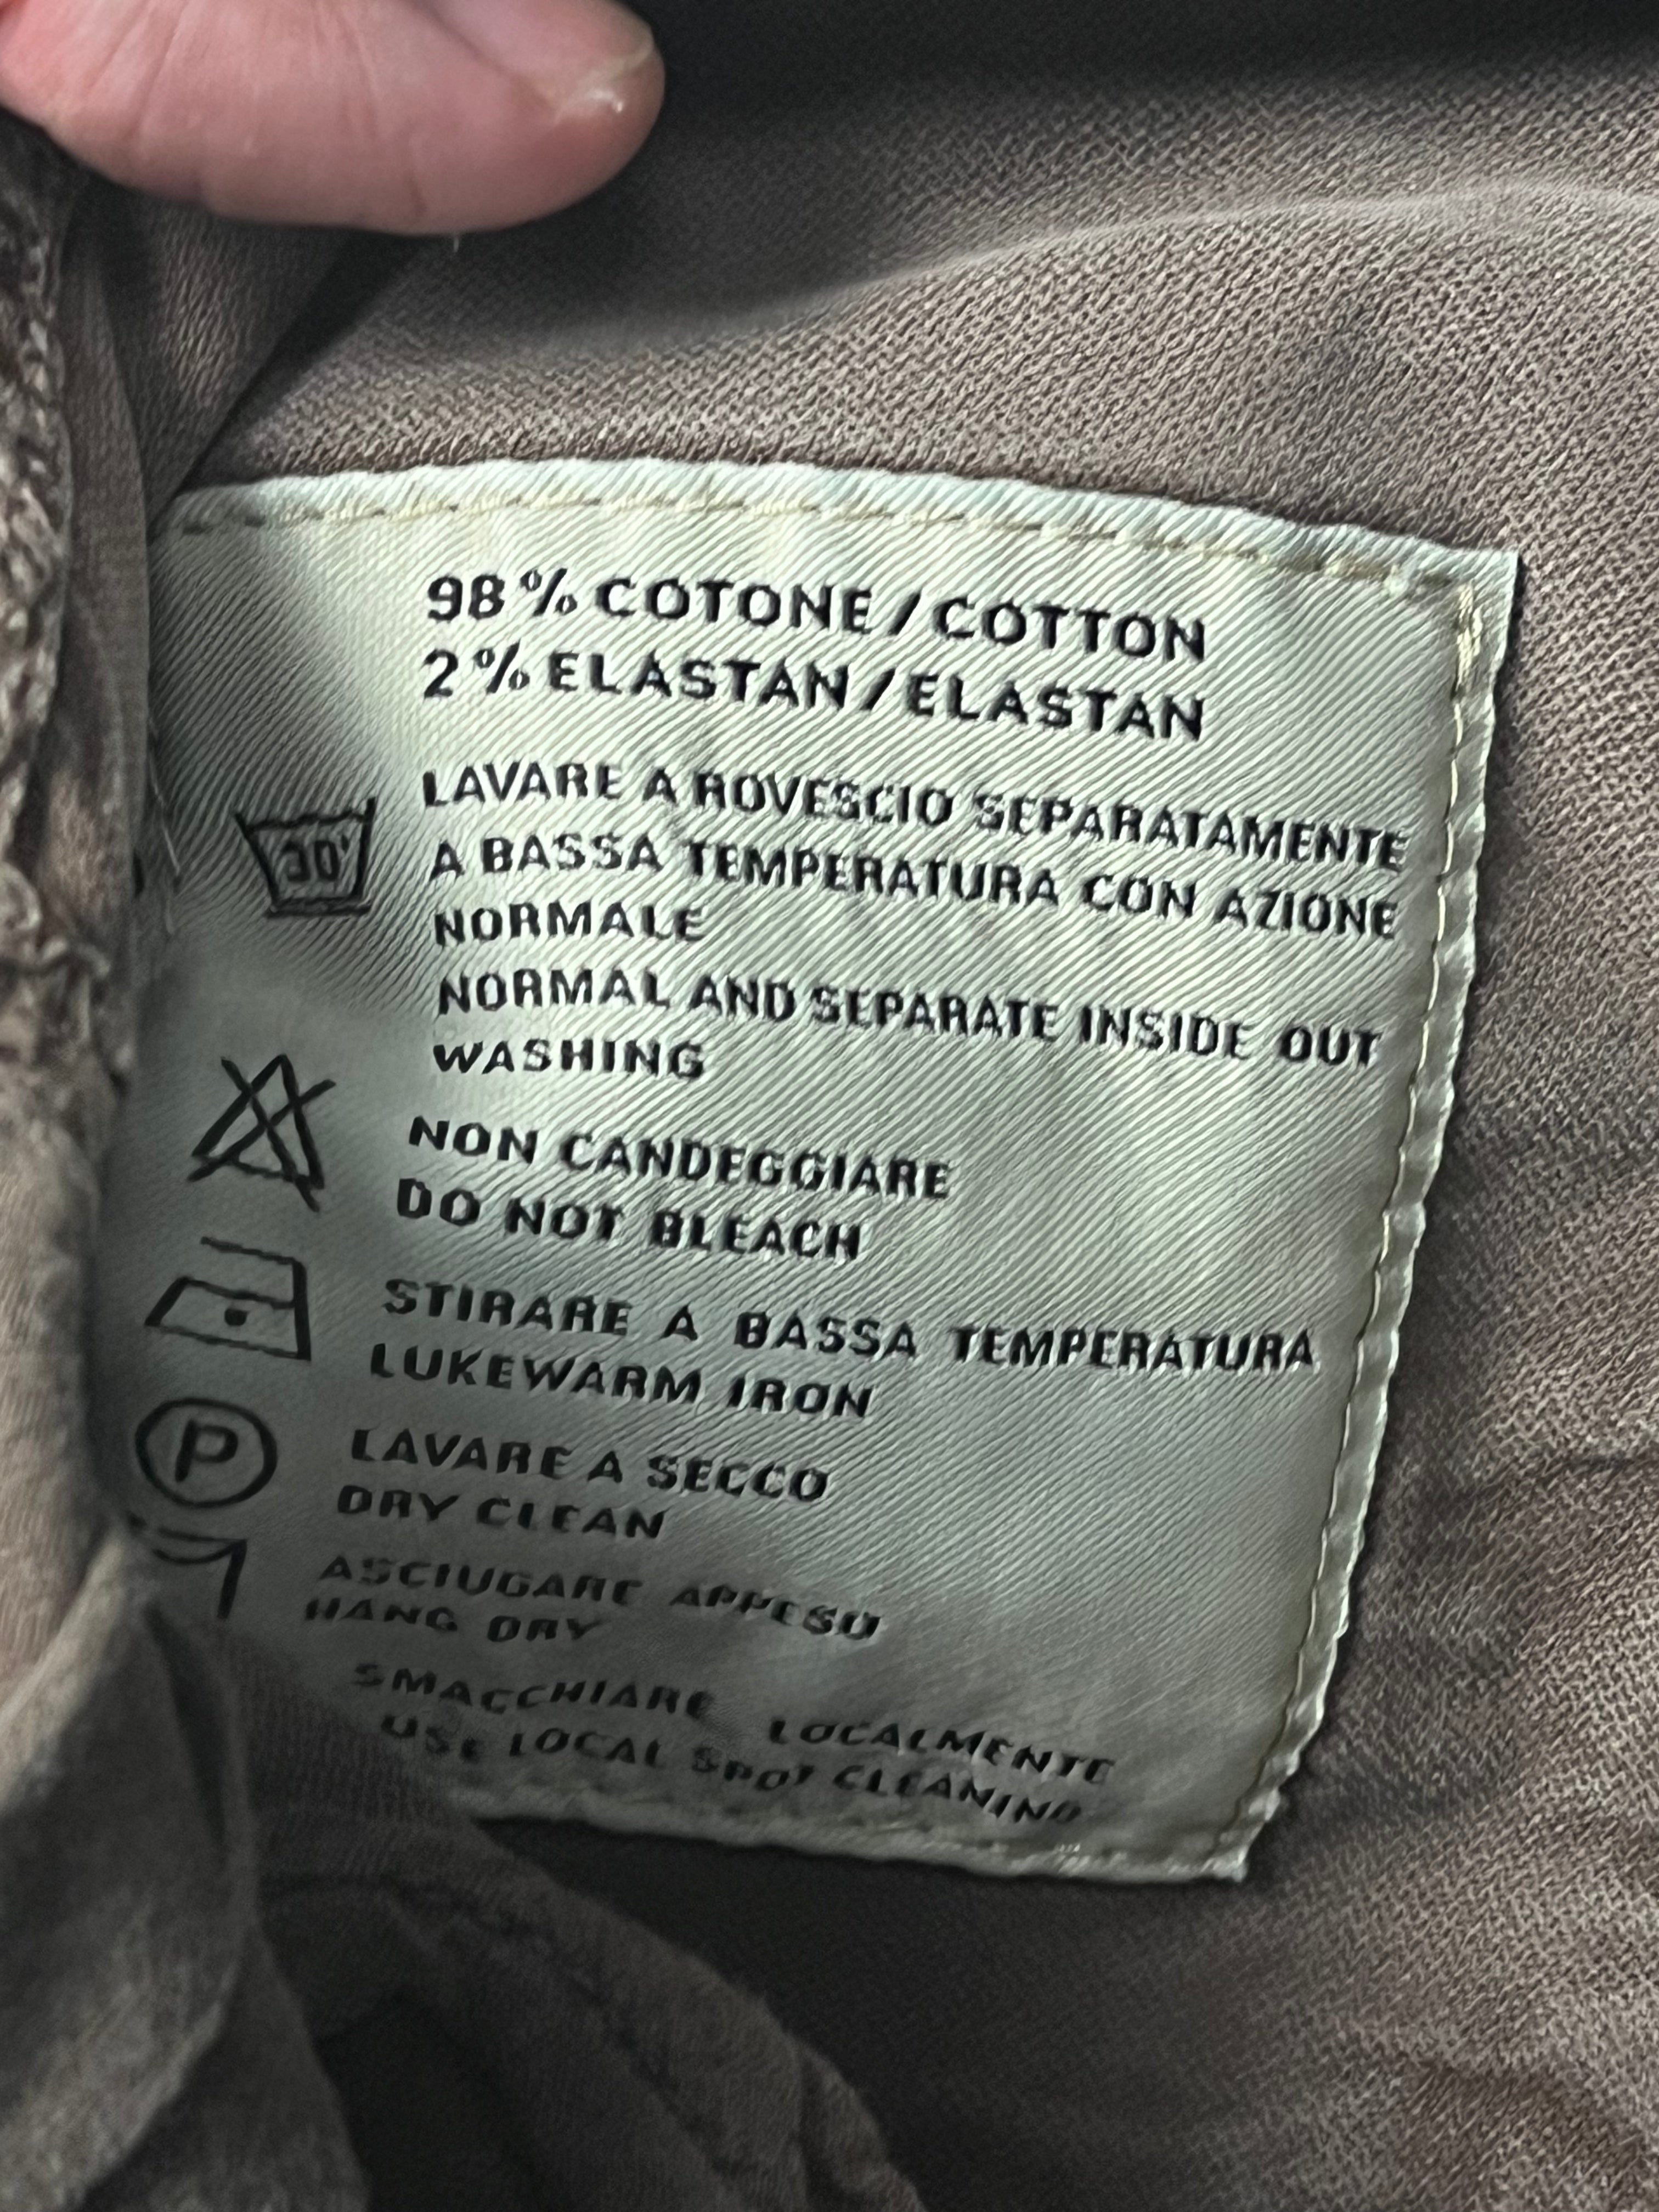 98% COTONE/COTTON
2% ELASTAN/ELASTAN
30°
LAVARE A ROVESCIO SEPARATAMENTE
A BASSA TEMPERATURA CON AZIONE
NORMALE
NORMAL AND SEPARATE INSIDE OUT
WASHING
NON CANDEGGIARE
DO NOT BLEACH
STIRARE A BASSA TEMPERATURA
LUKEWARM IRON
P
LAVARE A SECCO
DRY CLEAN
ASCIUGARE APPESO
HANG DRY
SMACCHIARE LOCALMENTE
USE LOCAL SPOT CLEANING